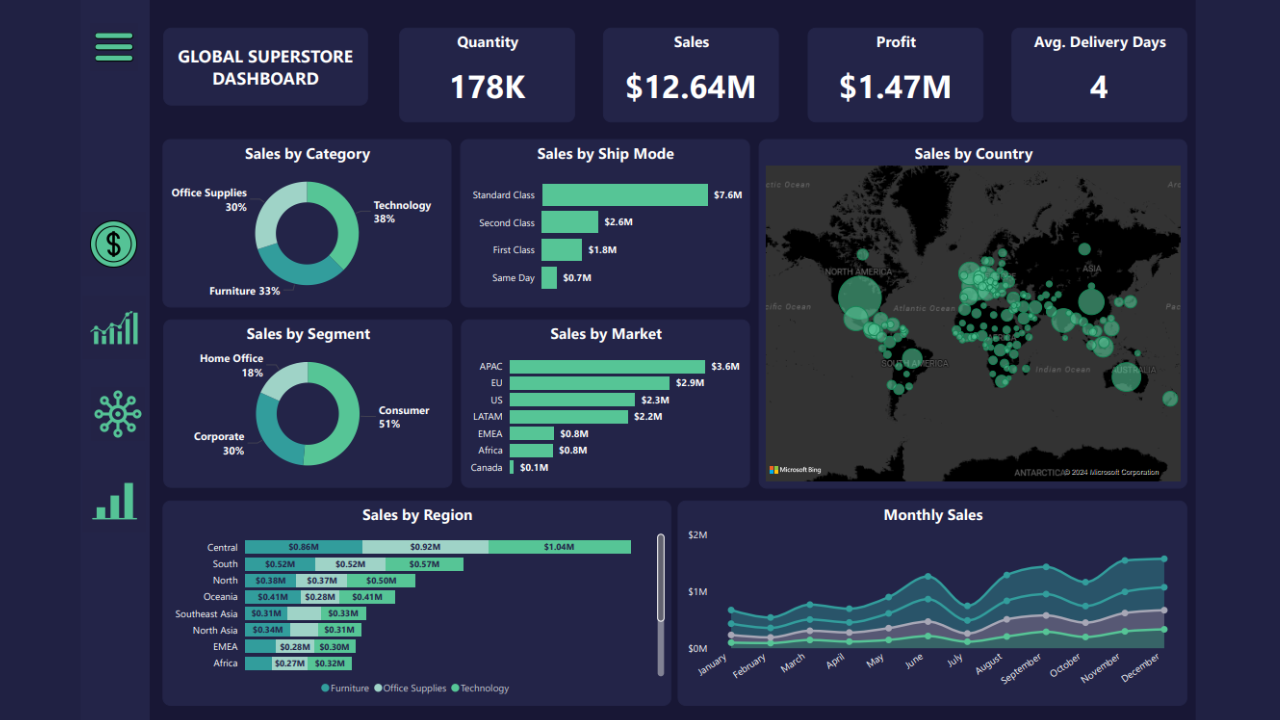 GLOBAL SUPERSTORE
DASHBOARD
Quantity
178K
Sales
$12.64M
Profit
$1.47M
Avg. Delivery Days
4
Sales by Category
Office Supplies
30%
Technology
38%
Furniture 33%
Sales by Ship Mode
Standard Class $7.6M
Second Class $2.6M
First Class $1.8M
Same Day $0.7M
Sales by Country
ctic Ocean
Arc
NORTH AMERICA
ASIA
cific Ocean
Atlantic Ocean
Pac
AFRICA
SOUTH AMERICA
Indian Ocean
AUSTRALIA
Microsoft Bing
ANTARCTICA
© 2024 Microsoft Corporation
Sales by Segment
Home Office
18%
Consumer
51%
Corporate
30%
Sales by Market
APAC $3.6M
EU $2.9M
US $2.3M
LATAM $2.2M
EMEA $0.8M
Africa $0.8M
Canada $0.1M
Sales by Region
Central $0.86M $0.92M $1.04M
South $0.52M $0.52M $0.57M
North $0.38M $0.37M $0.50M
Oceania $0.41M $0.28M $0.41M
Southeast Asia $0.31M $0.33M
North Asia $0.34M $0.31M
EMEA $0.28M $0.30M
Africa $0.27M $0.32M
Furniture Office Supplies Technology
Monthly Sales
$2M
$1M
$0M
January February March April May June July August September October November December